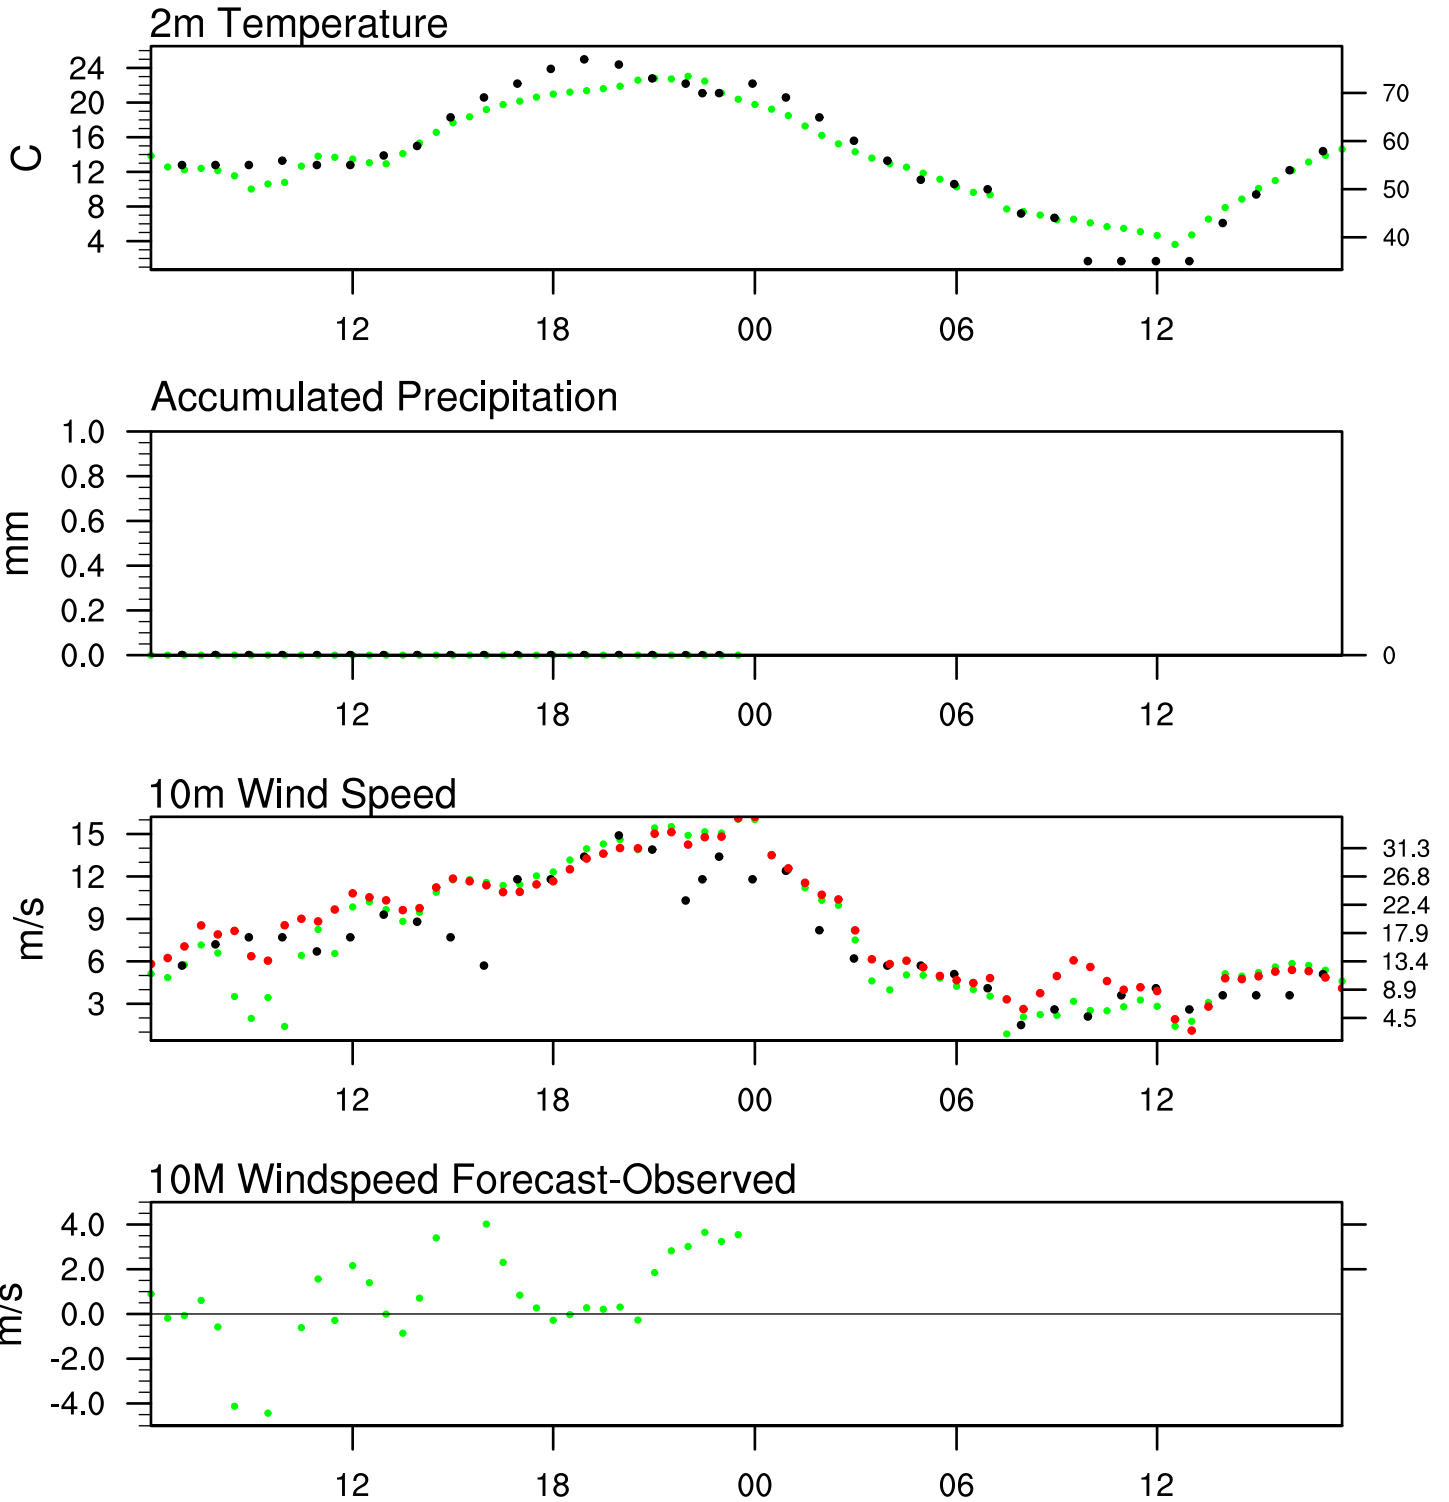 2m Temperature
24
20
16
12
8
4
C
70
60
50
40
12 18 00 06 12
Accumulated Precipitation
1.0
0.8
0.6
0.4
0.2
0.0
mm
0
12 18 00 06 12
10m Wind Speed
15
12
9
6
3
m/s
31.3
26.8
22.4
17.9
13.4
8.9
4.5
12 18 00 06 12
10M Windspeed Forecast-Observed
4.0
2.0
0.0
-2.0
-4.0
m/s
12 18 00 06 12